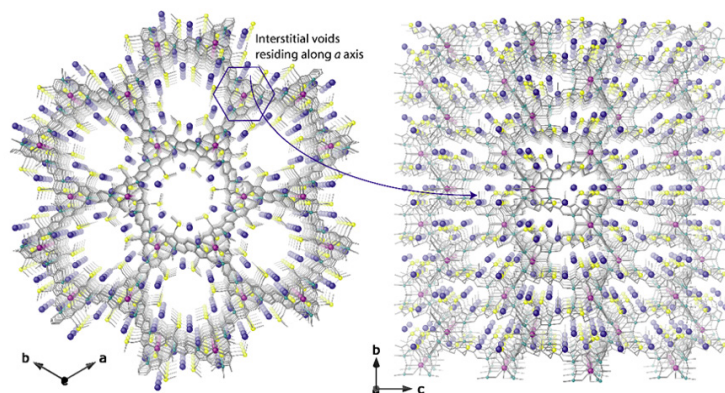 Interstitial voids
residing along a axis
b
a
c
b
c